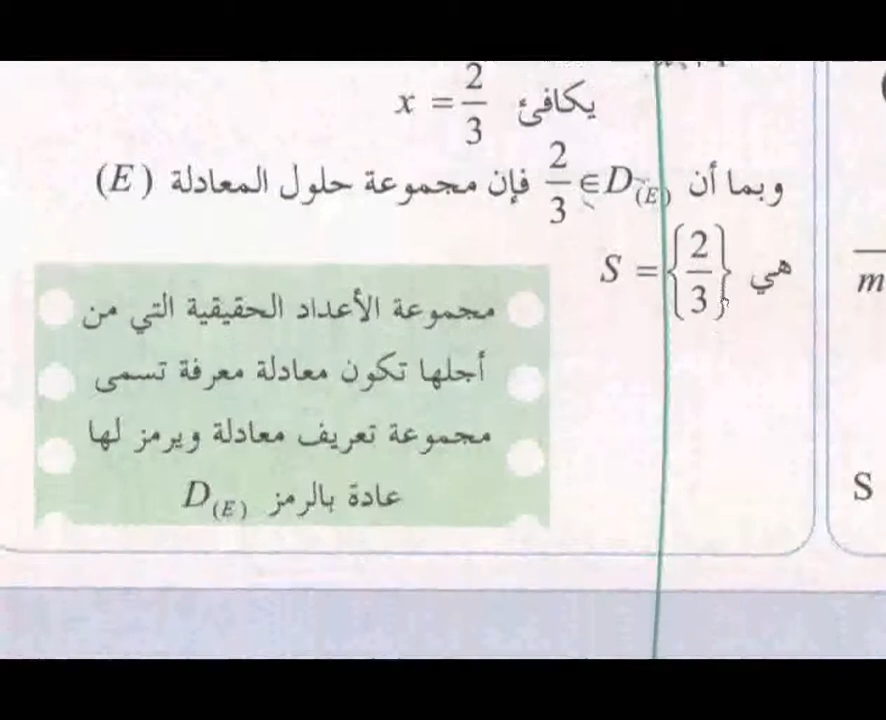 يكافئ x = 2/3
وبما أن 2/3 ∈ D(E) فإن مجموعة حلول المعادلة (E)
هي S = {2/3}
مجموعة الأعداد الحقيقية التي من
أجلها تكون معادلة معرفة تسمى
مجموعة تعريف معادلة ويرمز لها
عادة بالرمز D(E)
m
S